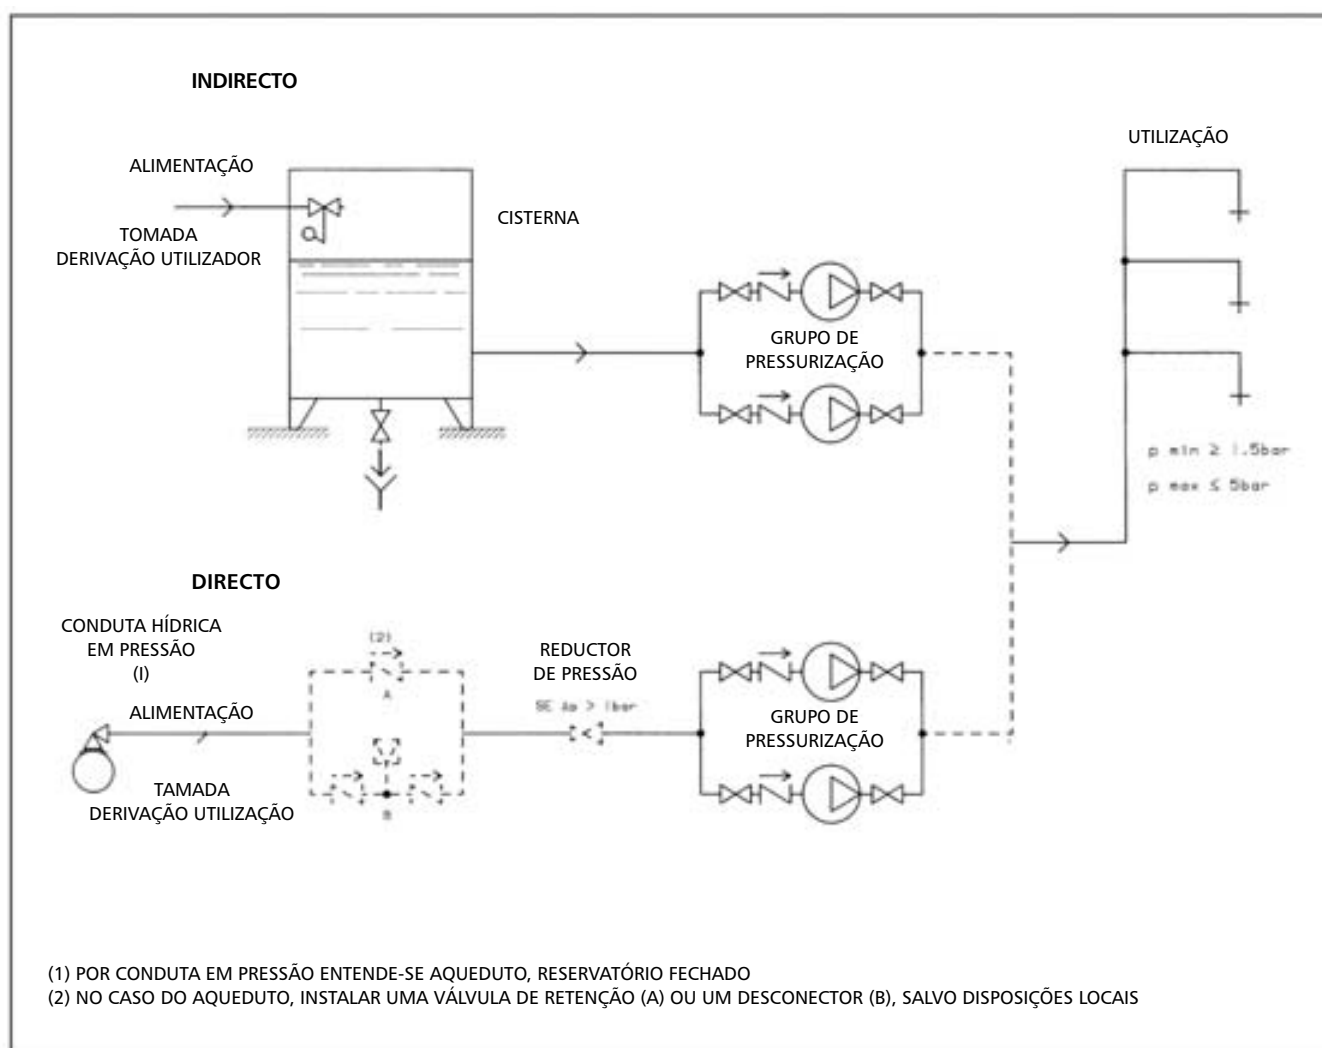 INDIRECTO
UTILIZAÇÃO
ALIMENTAÇÃO
CISTERNA
TOMADA
DERIVAÇÃO UTILIZADOR
GRUPO DE
PRESSURIZAÇÃO
p min ≥ 1.5bar
p max ≤ 5bar
DIRECTO
CONDUTA HÍDRICA
EM PRESSÃO
(I)
(2)
A
REDUCTOR
DE PRESSÃO
SE Δp > 1bar
ALIMENTAÇÃO
GRUPO DE
PRESSURIZAÇÃO
TAMADA
DERIVAÇÃO UTILIZAÇÃO
B
(1) POR CONDUTA EM PRESSÃO ENTENDE-SE AQUEDUTO, RESERVATÓRIO FECHADO
(2) NO CASO DO AQUEDUTO, INSTALAR UMA VÁLVULA DE RETENÇÃO (A) OU UM DESCONECTOR (B), SALVO DISPOSIÇÕES LOCAIS